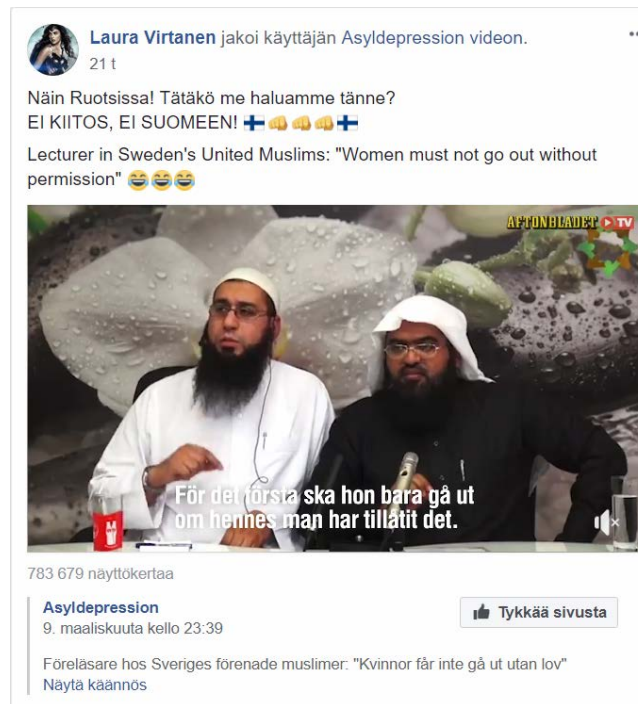 Laura Virtanen jakoi käyttäjän Asyldepression videon.
21 t
Näin Ruotsissa! Tätäkö me haluamme tänne?
EI KIITOS, EI SUOMEEN! 🇫🇮👊👊👊🇫🇮
Lecturer in Sweden's United Muslims: "Women must not go out without
permission" 😂😂😂
AFTONBLADET TV
För det första ska hon bara gå ut
om hennes man har tillåtit det.
783 679 näyttökertaa
Asyldepression
9. maaliskuuta kello 23:39
Tykkää sivusta
Föreläsare hos Sveriges förenade muslimer: "Kvinnor får inte gå ut utan lov"
Näytä käännös